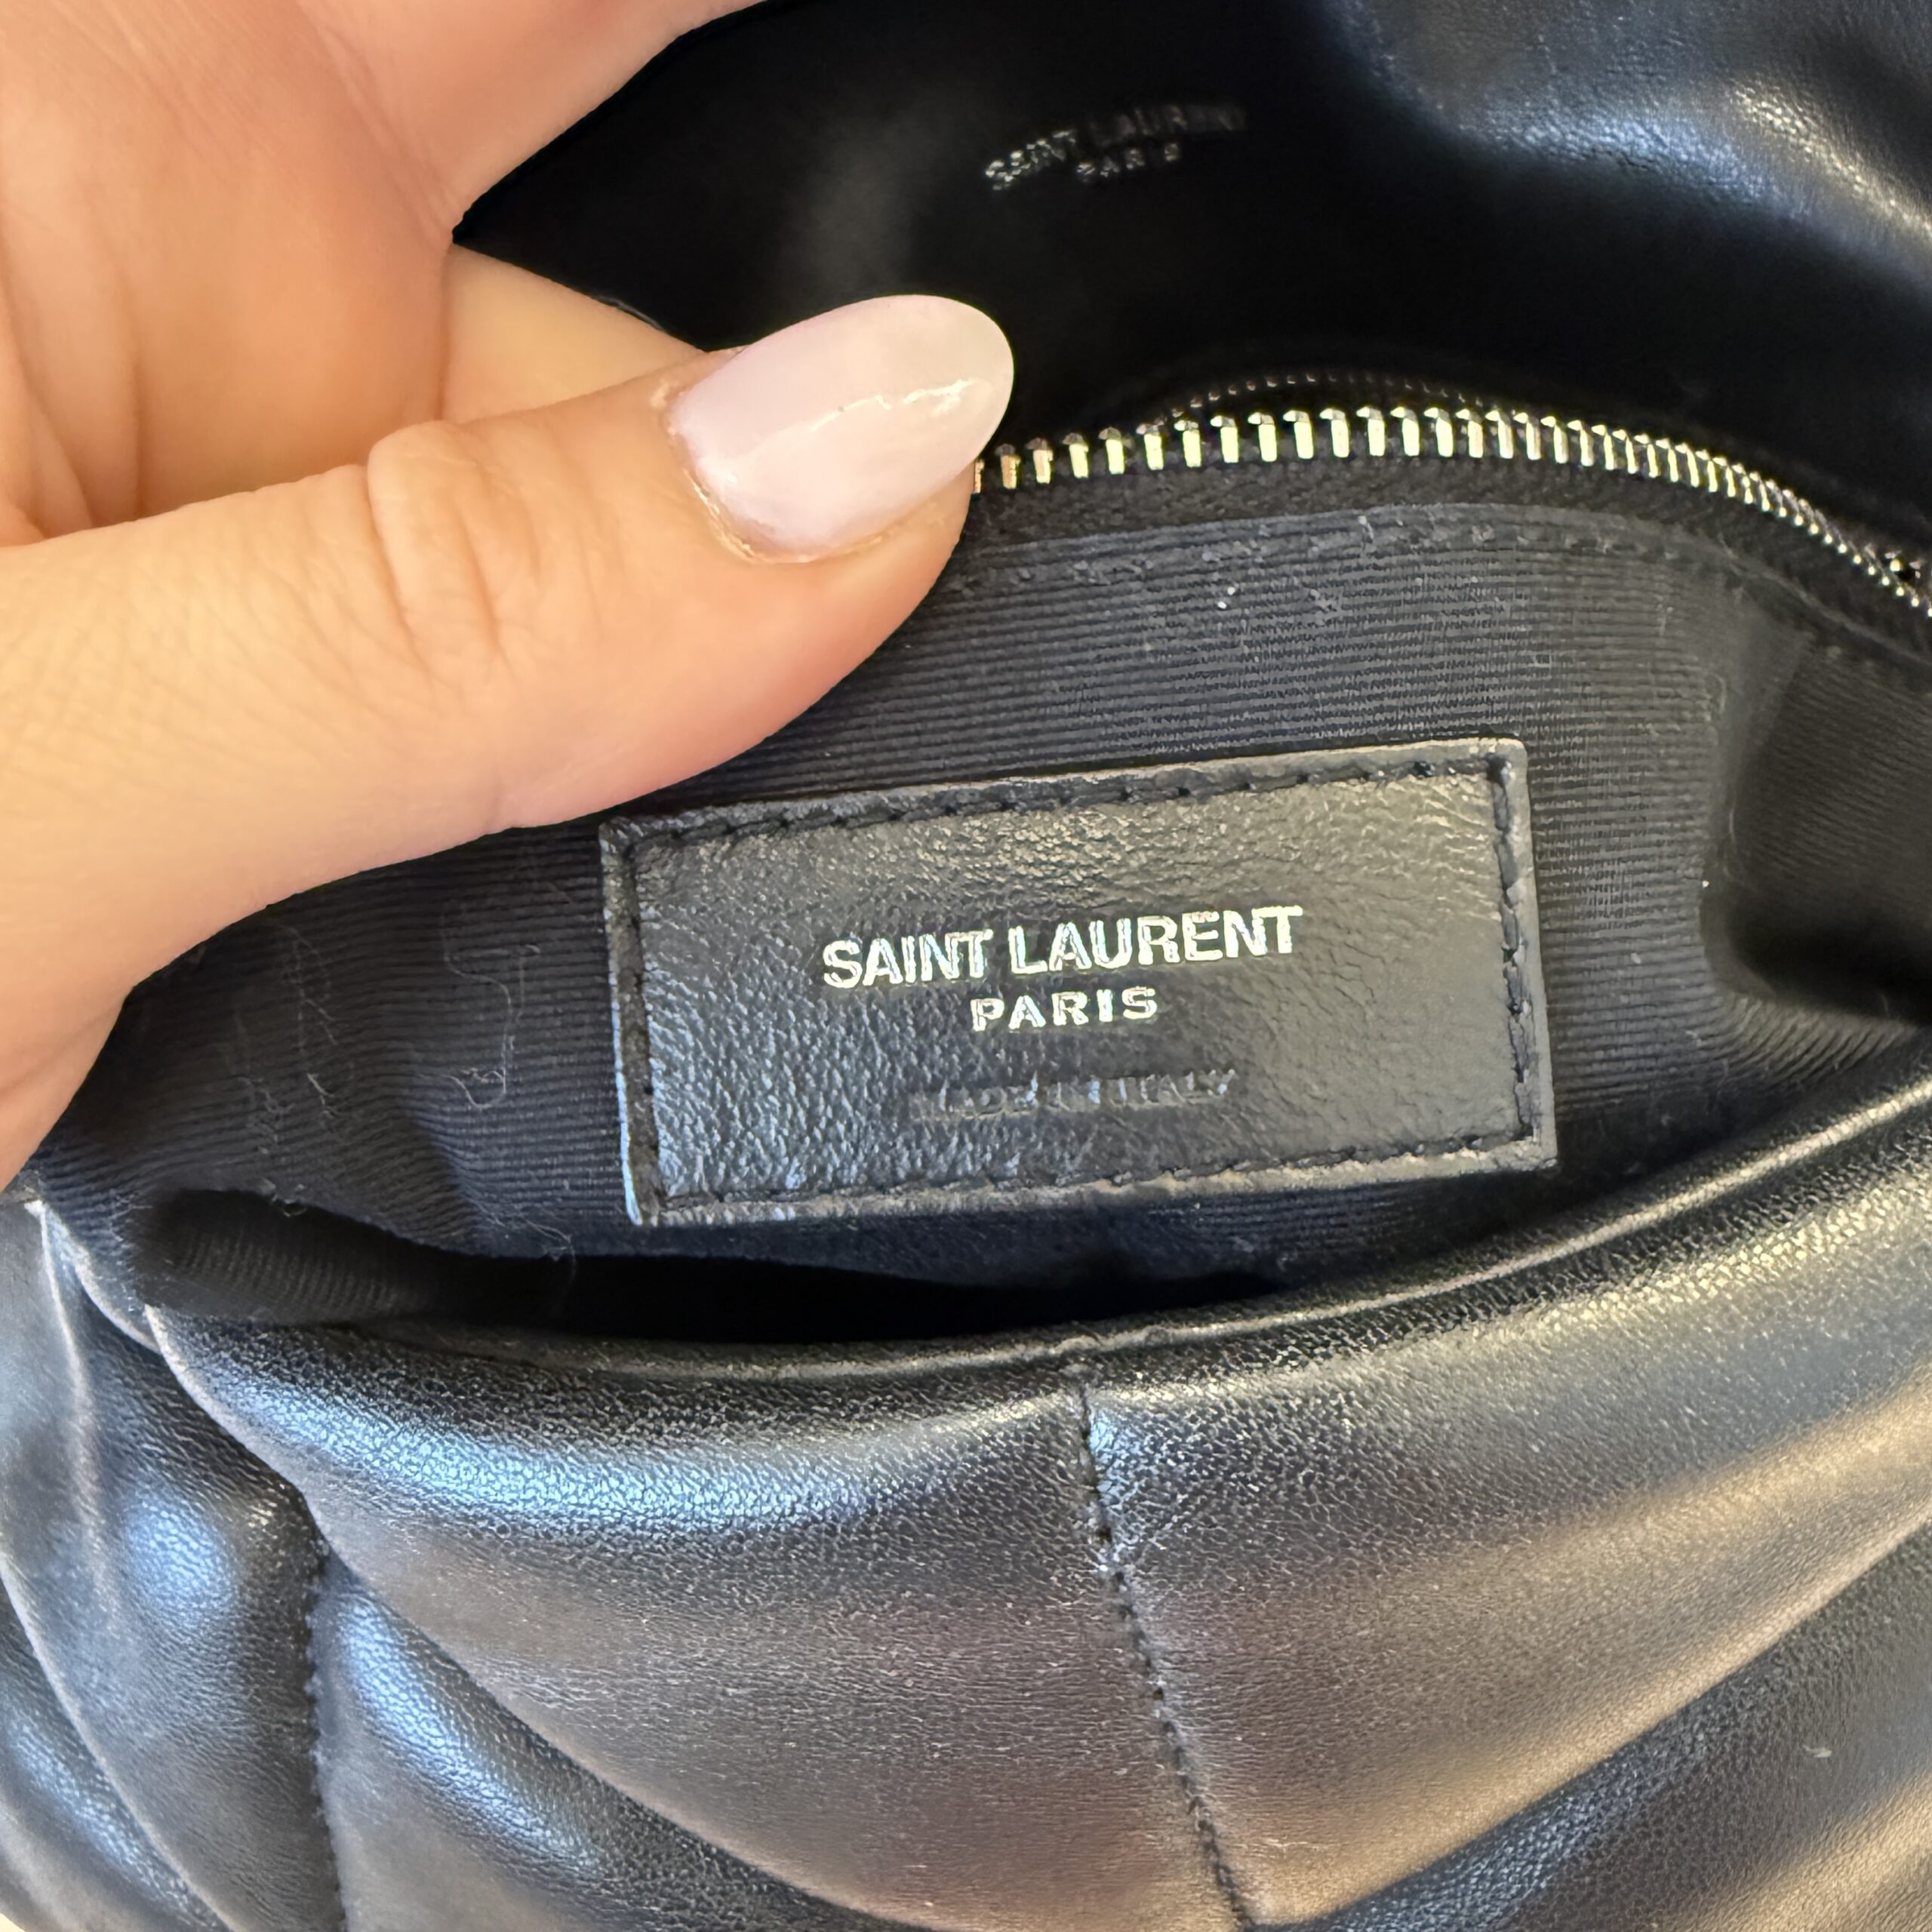 SAINT LAURENT
PARIS
SAINT LAURENT
PARIS
MADE IN ITALY